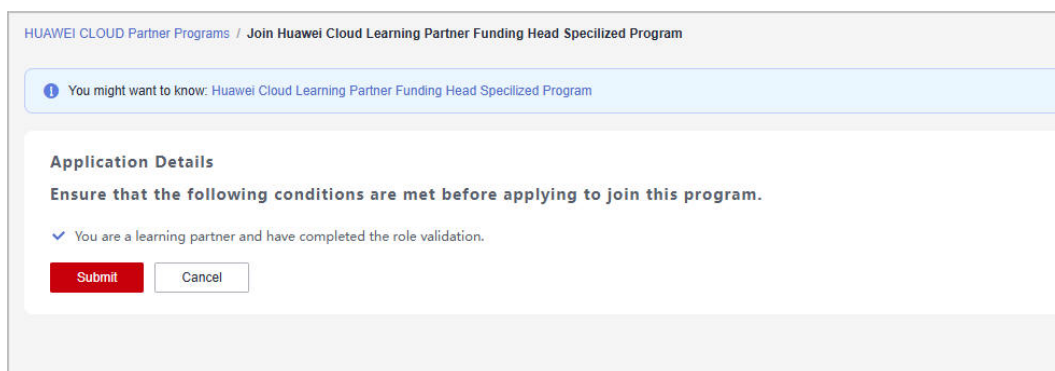 HUAWEI CLOUD Partner Programs / Join Huawei Cloud Learning Partner Funding Head Specilized Program
You might want to know: Huawei Cloud Learning Partner Funding Head Specilized Program
Application Details
Ensure that the following conditions are met before applying to join this program.
You are a learning partner and have completed the role validation.
Submit Cancel